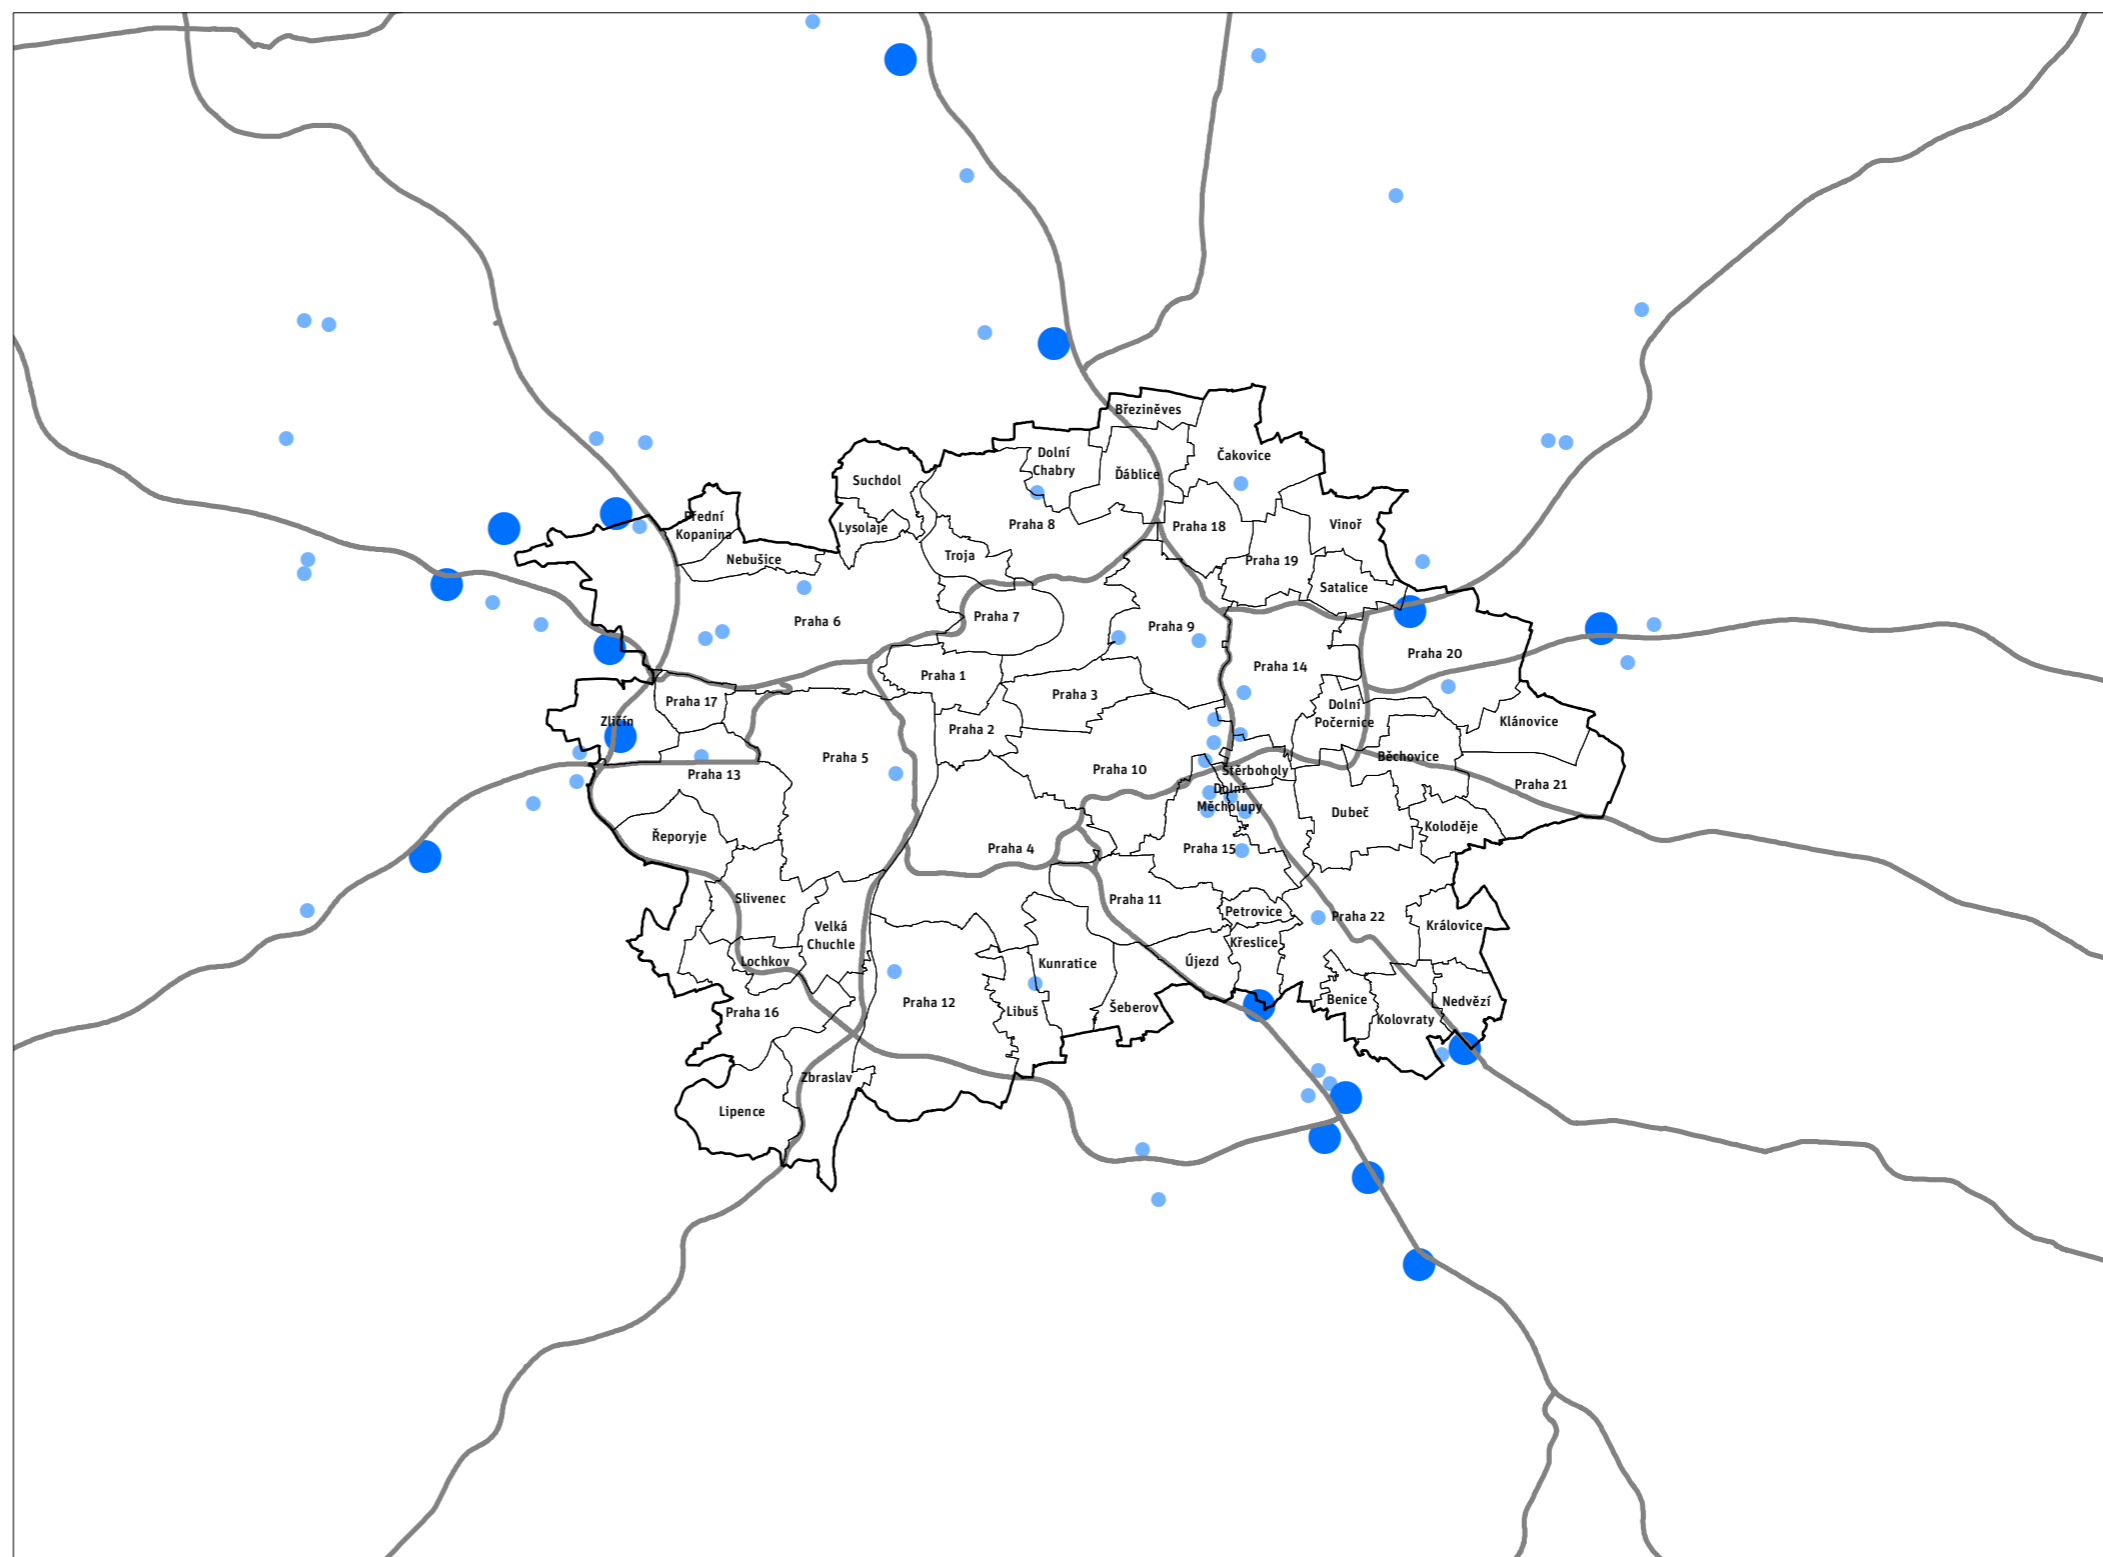 Březiněves
Dolní
Chabry
Čakovice
Ďáblice
Suchdol
Přední
Kopanina
Lysolaje
Praha 8
Praha 18
Vinoř
Nebušice
Troja
Praha 19
Satalice
Praha 6
Praha 7
Praha 9
Praha 20
Praha 14
Praha 1
Praha 3
Praha 17
Dolní
Počernice
Zličín
Praha 2
Klánovice
Praha 5
Běchovice
Praha 13
Praha 10
Štěrboholy
Praha 21
Dolní
Měcholupy
Dubeč
Koloděje
Řeporyje
Praha 4
Praha 15
Slivenec
Praha 11
Petrovice
Praha 22
Královice
Velká
Chuchle
Křeslice
Lochkov
Kunratice
Újezd
Praha 12
Benice
Nedvězí
Praha 16
Libuš
Šeberov
Kolovraty
Zbraslav
Lipence